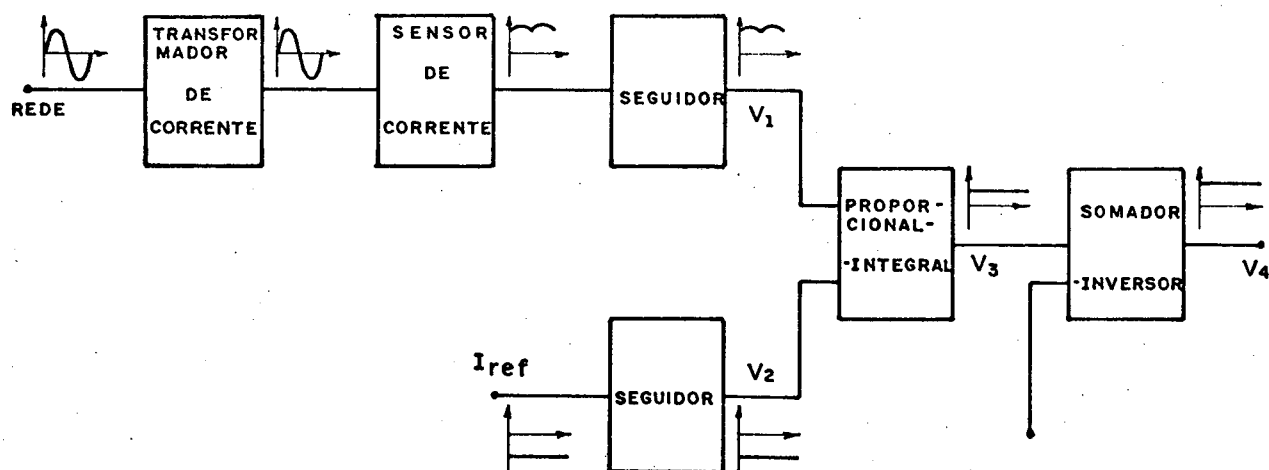 REDE
TRANSFOR
MADOR
DE
CORRENTE
SENSOR
DE
CORRENTE
SEGUIDOR
V1
PROPOR-
CIONAL-
-INTEGRAL
V3
SOMADOR
-INVERSOR
V4
Iref
SEGUIDOR
V2